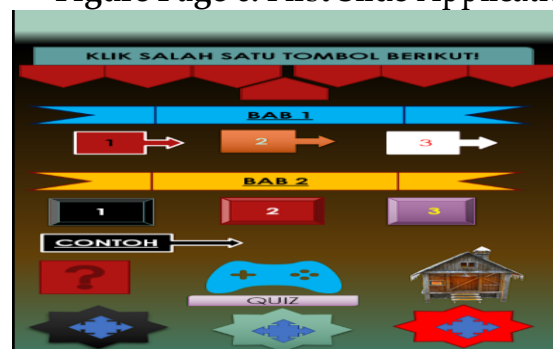 KLIK SALAH SATU TOMBOL BERIKUT!
BAB 1
1 2 3
BAB 2
1 2 3
CONTOH
?
QUIZ